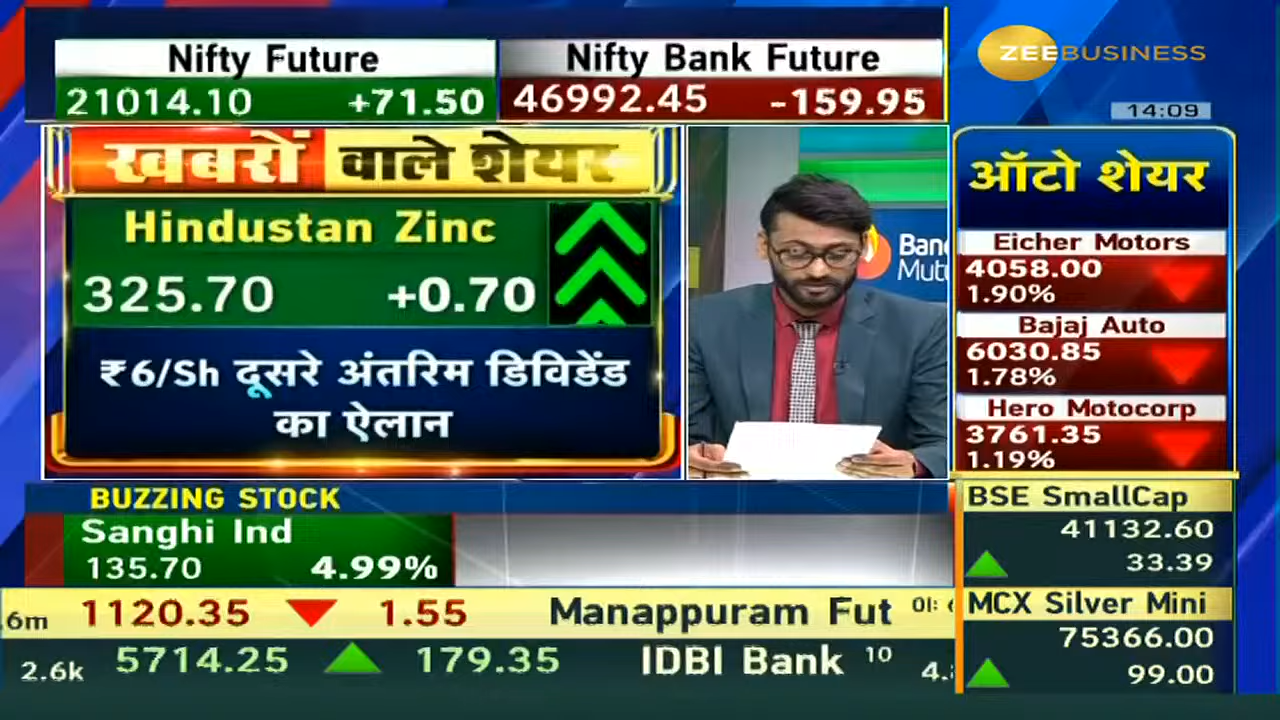 Nifty Future
21014.10 +71.50
Nifty Bank Future
46992.45 -159.95
ZEEBUSINESS
14:09
खबरों वाले शेयर
Hindustan Zinc
325.70 +0.70
₹6/Sh दूसरे अंतरिम डिविडेंड
का ऐलान
ऑटो शेयर
Eicher Motors
4058.00
1.90%
Bajaj Auto
6030.85
1.78%
Hero Motocorp
3761.35
1.19%
BUZZING STOCK
Sanghi Ind
135.70 4.99%
BSE SmallCap
41132.60
33.39
MCX Silver Mini
75366.00
99.00
.6m 1120.35 1.55 Manappuram Fut
2.6k 5714.25 179.35 IDBI Bank 10